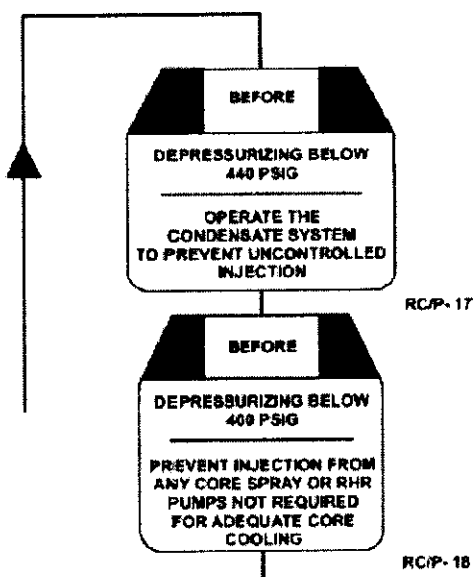 BEFORE
DEPRESSURIZING BELOW
440 PSIG
OPERATE THE
CONDENSATE SYSTEM
TO PREVENT UNCONTROLLED
INJECTION
RC/P-17
BEFORE
DEPRESSURIZING BELOW
400 PSIG
PREVENT INJECTION FROM
ANY CORE SPRAY OR RHR
PUMPS NOT REQUIRED
FOR ADEQUATE CORE
COOLING
RC/P-18